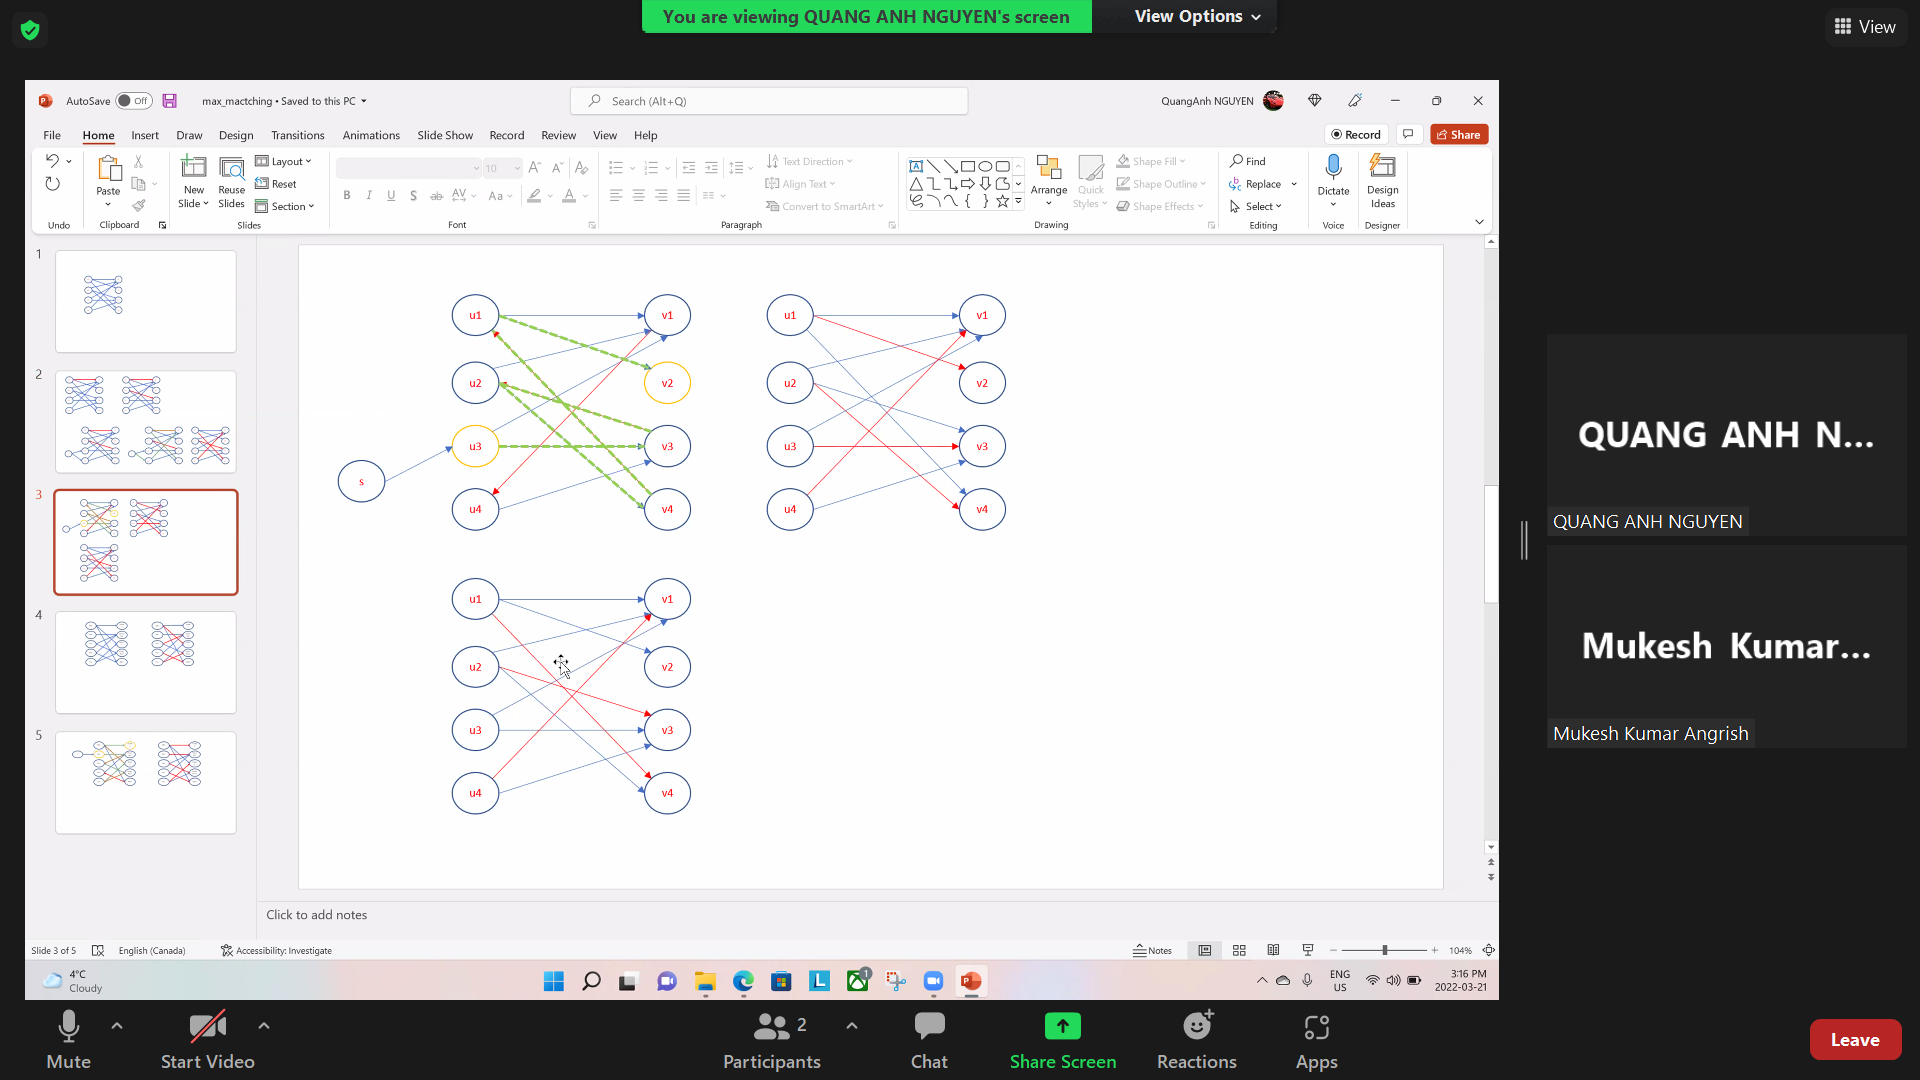 You are viewing QUANG ANH NGUYEN's screen
View Options
View
AutoSave Off
max_mactching • Saved to this PC
Search (Alt+Q)
QuangAnh NGUYEN
File Home Insert Draw Design Transitions Animations Slide Show Record Review View Help
Record
Share
Paste
New Slide
Reuse Slides
Layout
Reset
Section
10
B I U S ab AV Aa A
Text Direction
Align Text
Convert to SmartArt
Arrange
Quick Styles
Shape Fill
Shape Outline
Shape Effects
Find
Replace
Select
Dictate
Design Ideas
Undo Clipboard Slides Font Paragraph Drawing Editing Voice Designer
1
2
3
4
5
u1 v1 u1 v1
u2 v2 u2 v2
u3 v3 u3 v3
s
u4 v4 u4 v4
u1 v1
u2 v2
u3 v3
u4 v4
Click to add notes
Slide 3 of 5 English (Canada) Accessibility: Investigate
Notes 104%
4°C
Cloudy
1
ENG
US
3:16 PM
2022-03-21
QUANG ANH N...
QUANG ANH NGUYEN
Mukesh Kumar...
Mukesh Kumar Angrish
Mute
Start Video
2
Participants
Chat
Share Screen
Reactions
Apps
Leave